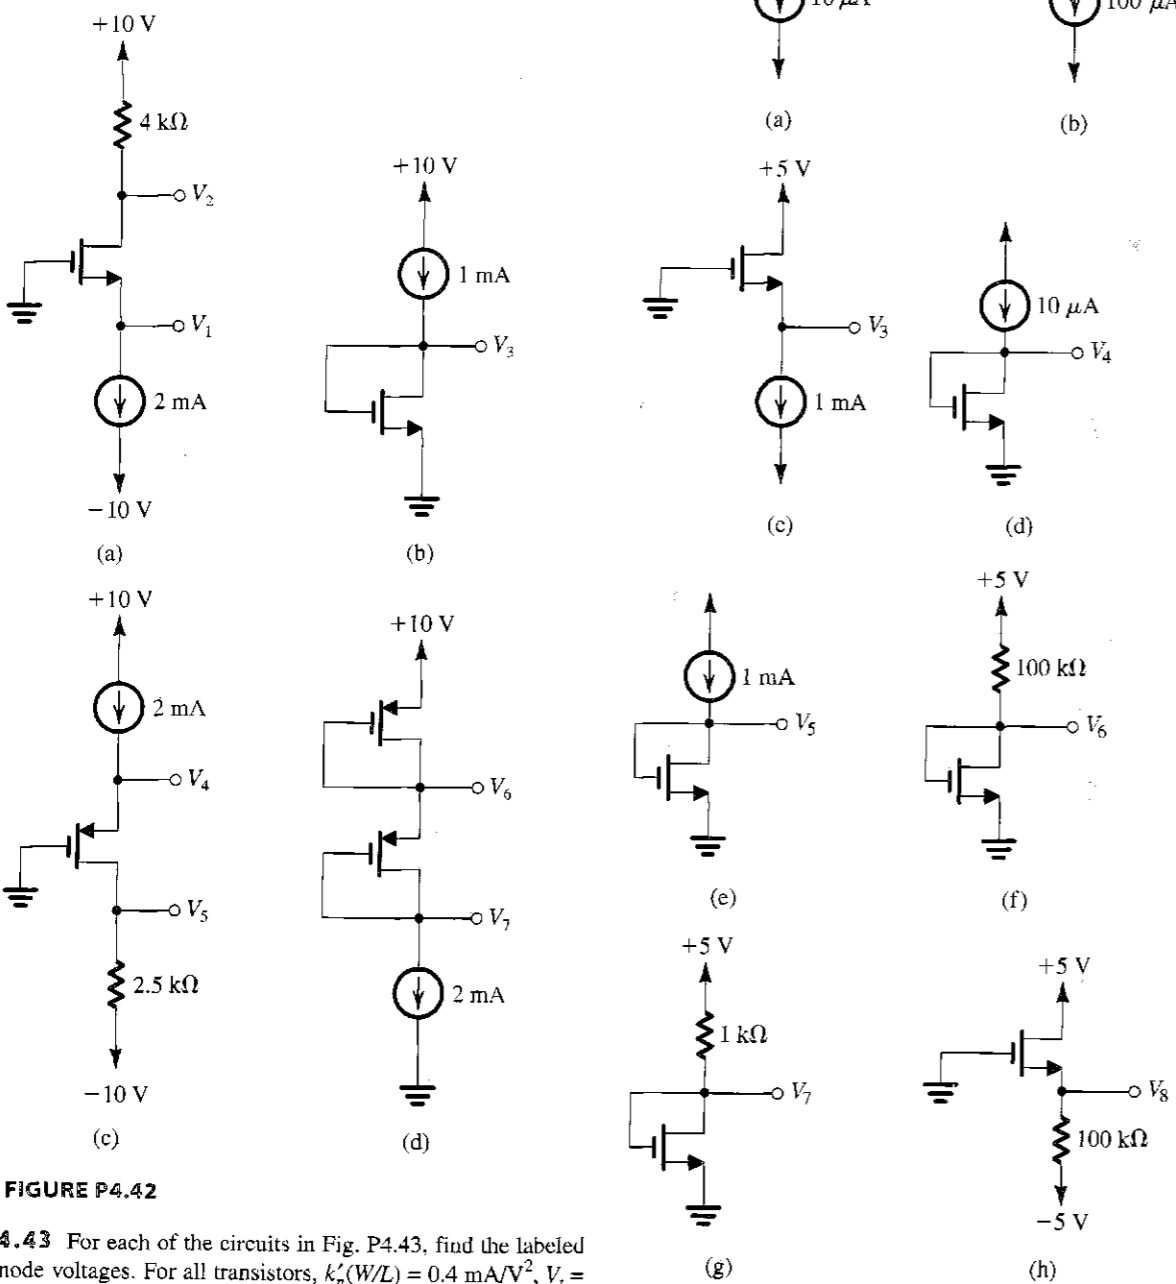 +10 V
4 kΩ
V2
V1
2 mA
−10 V
(a)
+10 V
1 mA
V3
(b)
+10 V
2 mA
V4
V5
2.5 kΩ
−10 V
(c)
+10 V
V6
V7
2 mA
(d)
FIGURE P4.42
4.43 For each of the circuits in Fig. P4.43, find the labeled
node voltages. For all transistors, k′n(W/L) = 0.4 mA/V², Vt =
10 μA
(a)
100 μA
(b)
+5 V
V3
1 mA
(c)
10 μA
V4
(d)
1 mA
V5
(e)
+5 V
100 kΩ
V6
(f)
+5 V
1 kΩ
V7
(g)
+5 V
V8
100 kΩ
−5 V
(h)